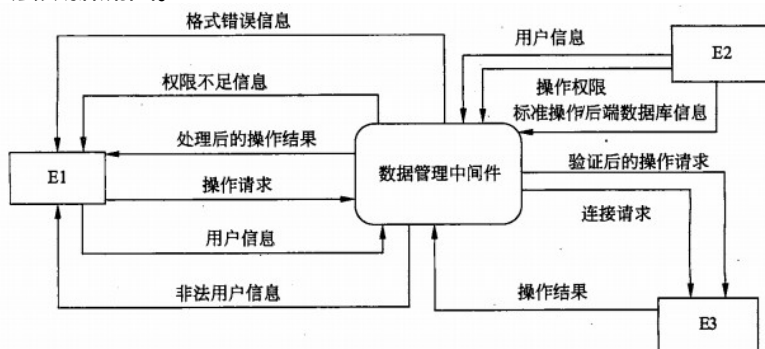 格式错误信息
用户信息
E2
权限不足信息
操作权限
标准操作/后端数据库信息
处理后的操作结果
验证后的操作请求
E1
数据管理中间件
操作请求
连接请求
用户信息
非法用户信息
操作结果
E3